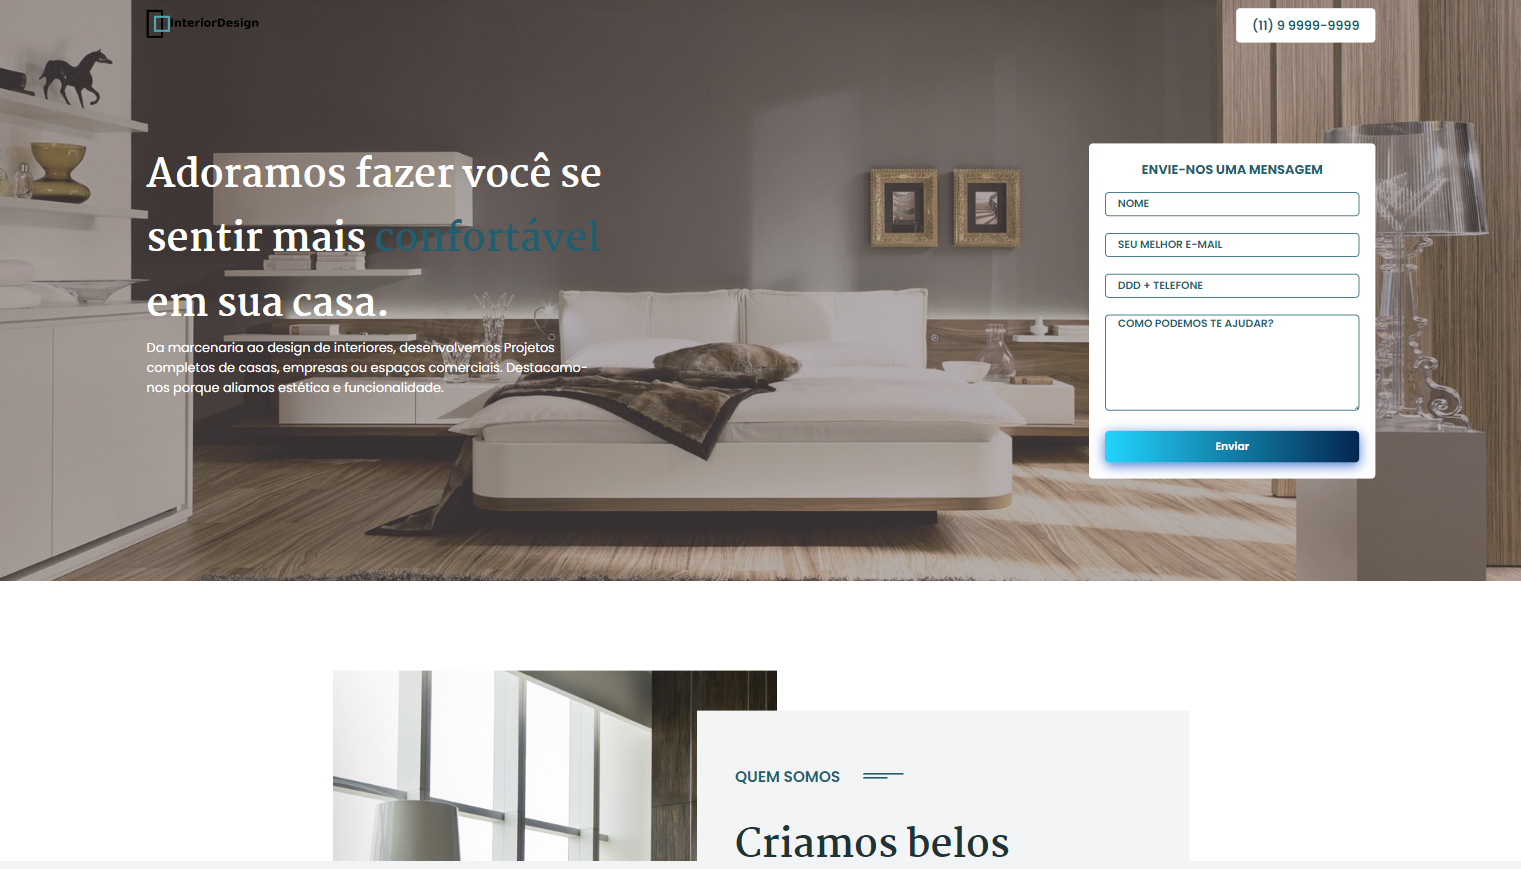 InteriorDesign
(11) 9 9999-9999
Adoramos fazer você se
sentir mais confortável
em sua casa.
Da marcenaria ao design de interiores, desenvolvemos Projetos
completos de casas, empresas ou espaços comerciais. Destacamo-
nos porque aliamos estética e funcionalidade.
ENVIE-NOS UMA MENSAGEM
NOME
SEU MELHOR E-MAIL
DDD + TELEFONE
COMO PODEMOS TE AJUDAR?
Enviar
QUEM SOMOS
Criamos belos